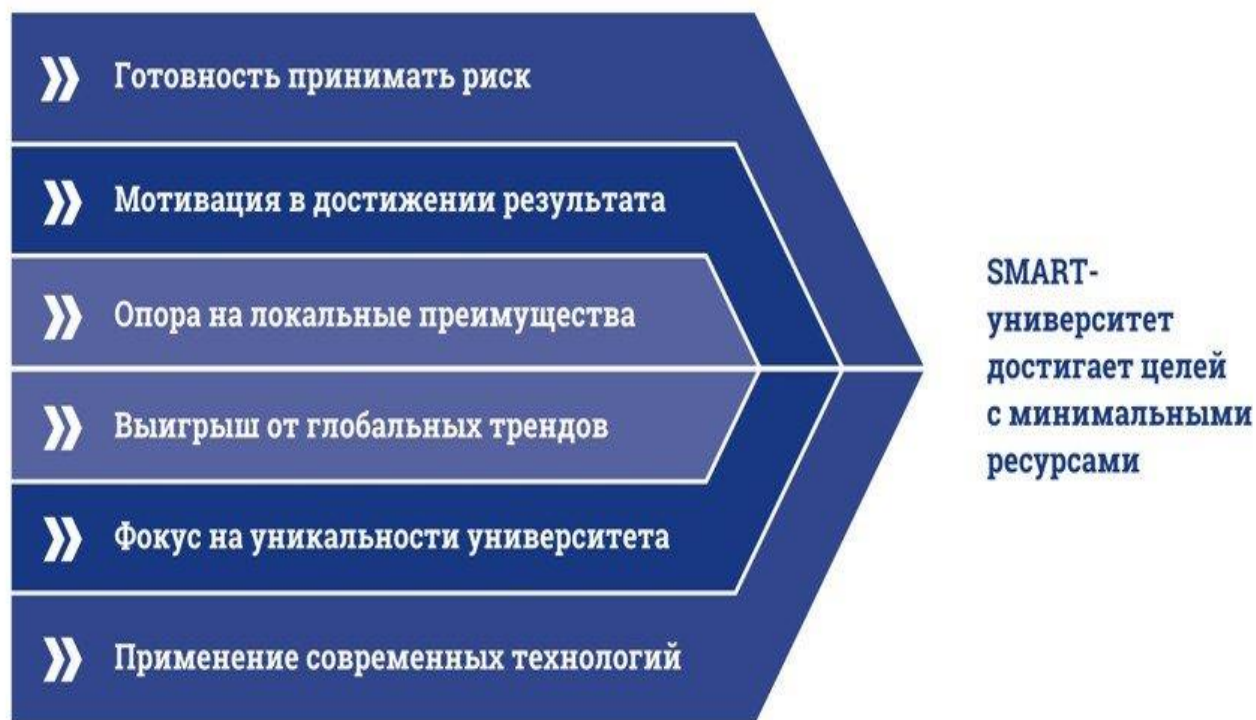 Готовность принимать риск
Мотивация в достижении результата
Опора на локальные преимущества
Выигрыш от глобальных трендов
Фокус на уникальности университета
Применение современных технологий
SMART-
университет
достигает целей
с минимальными
ресурсами